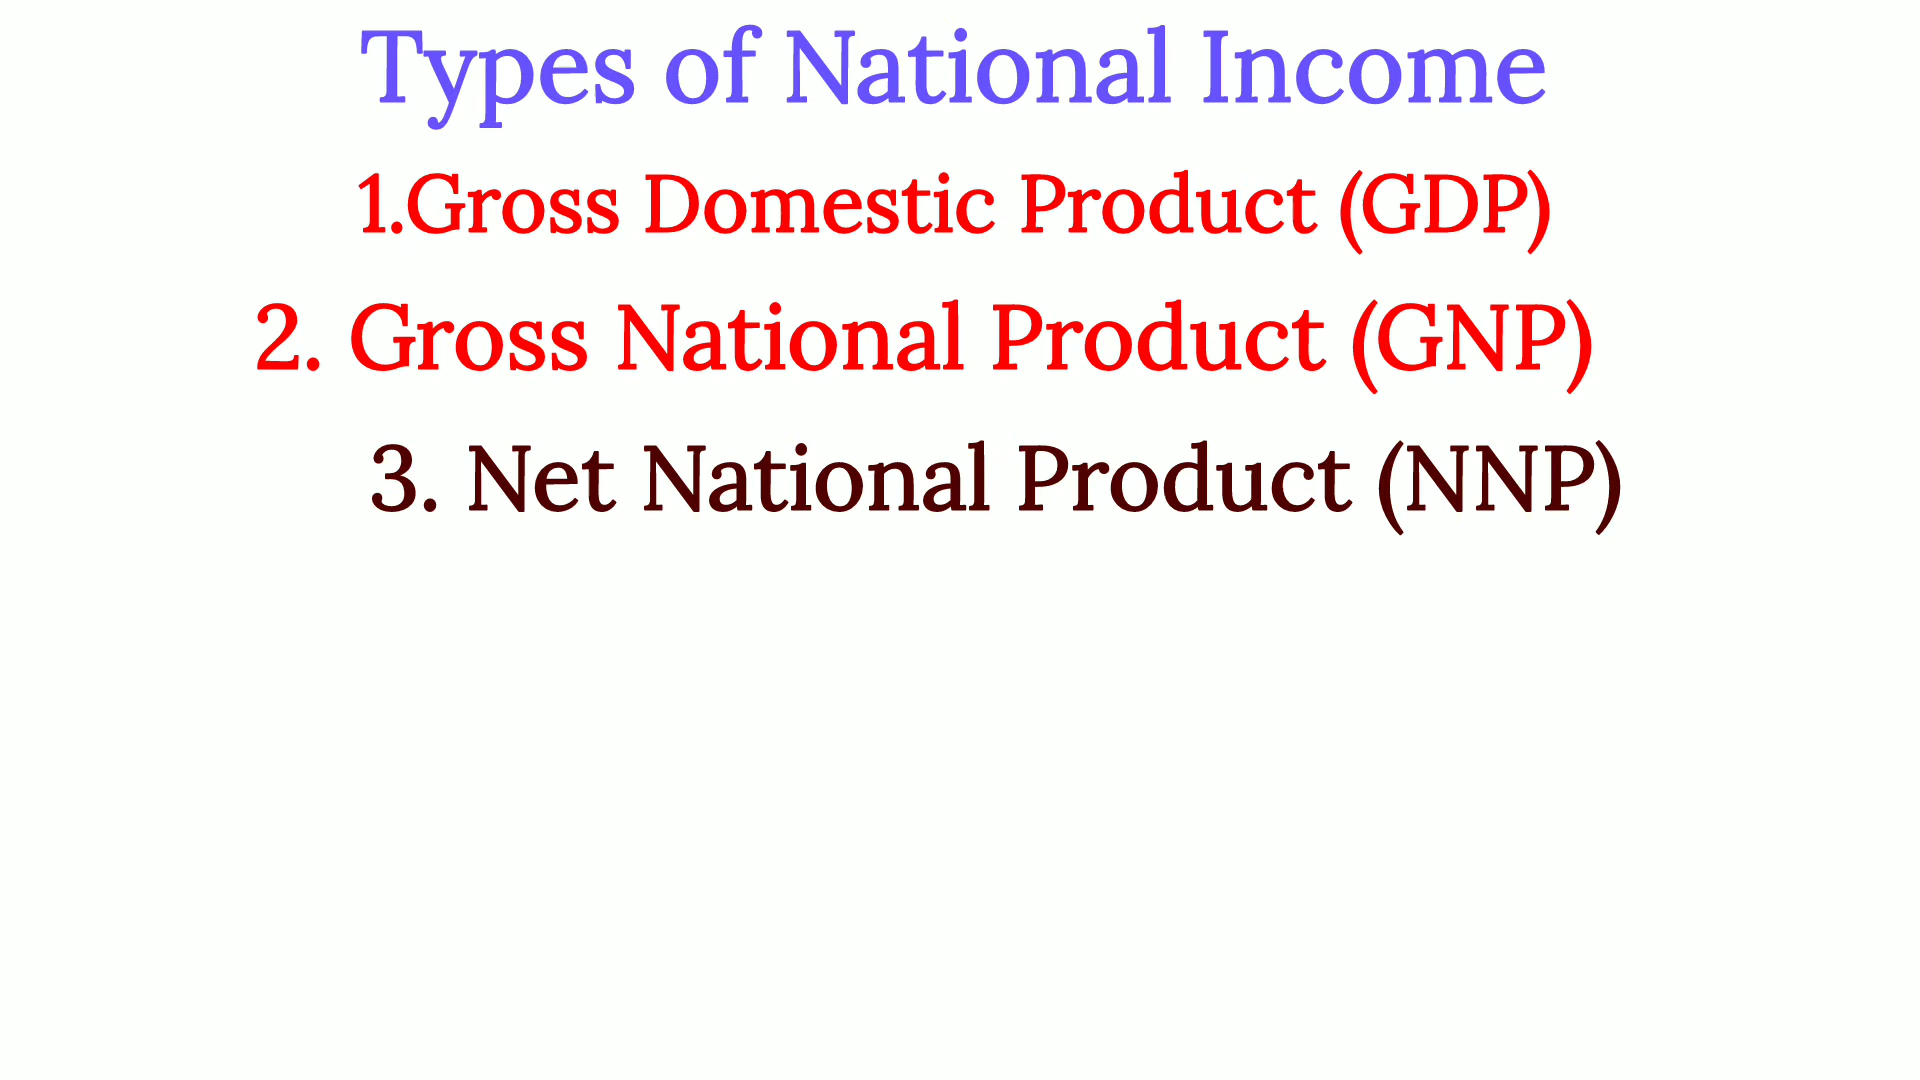 Types of National Income
1.Gross Domestic Product (GDP)
2. Gross National Product (GNP)
3. Net National Product (NNP)